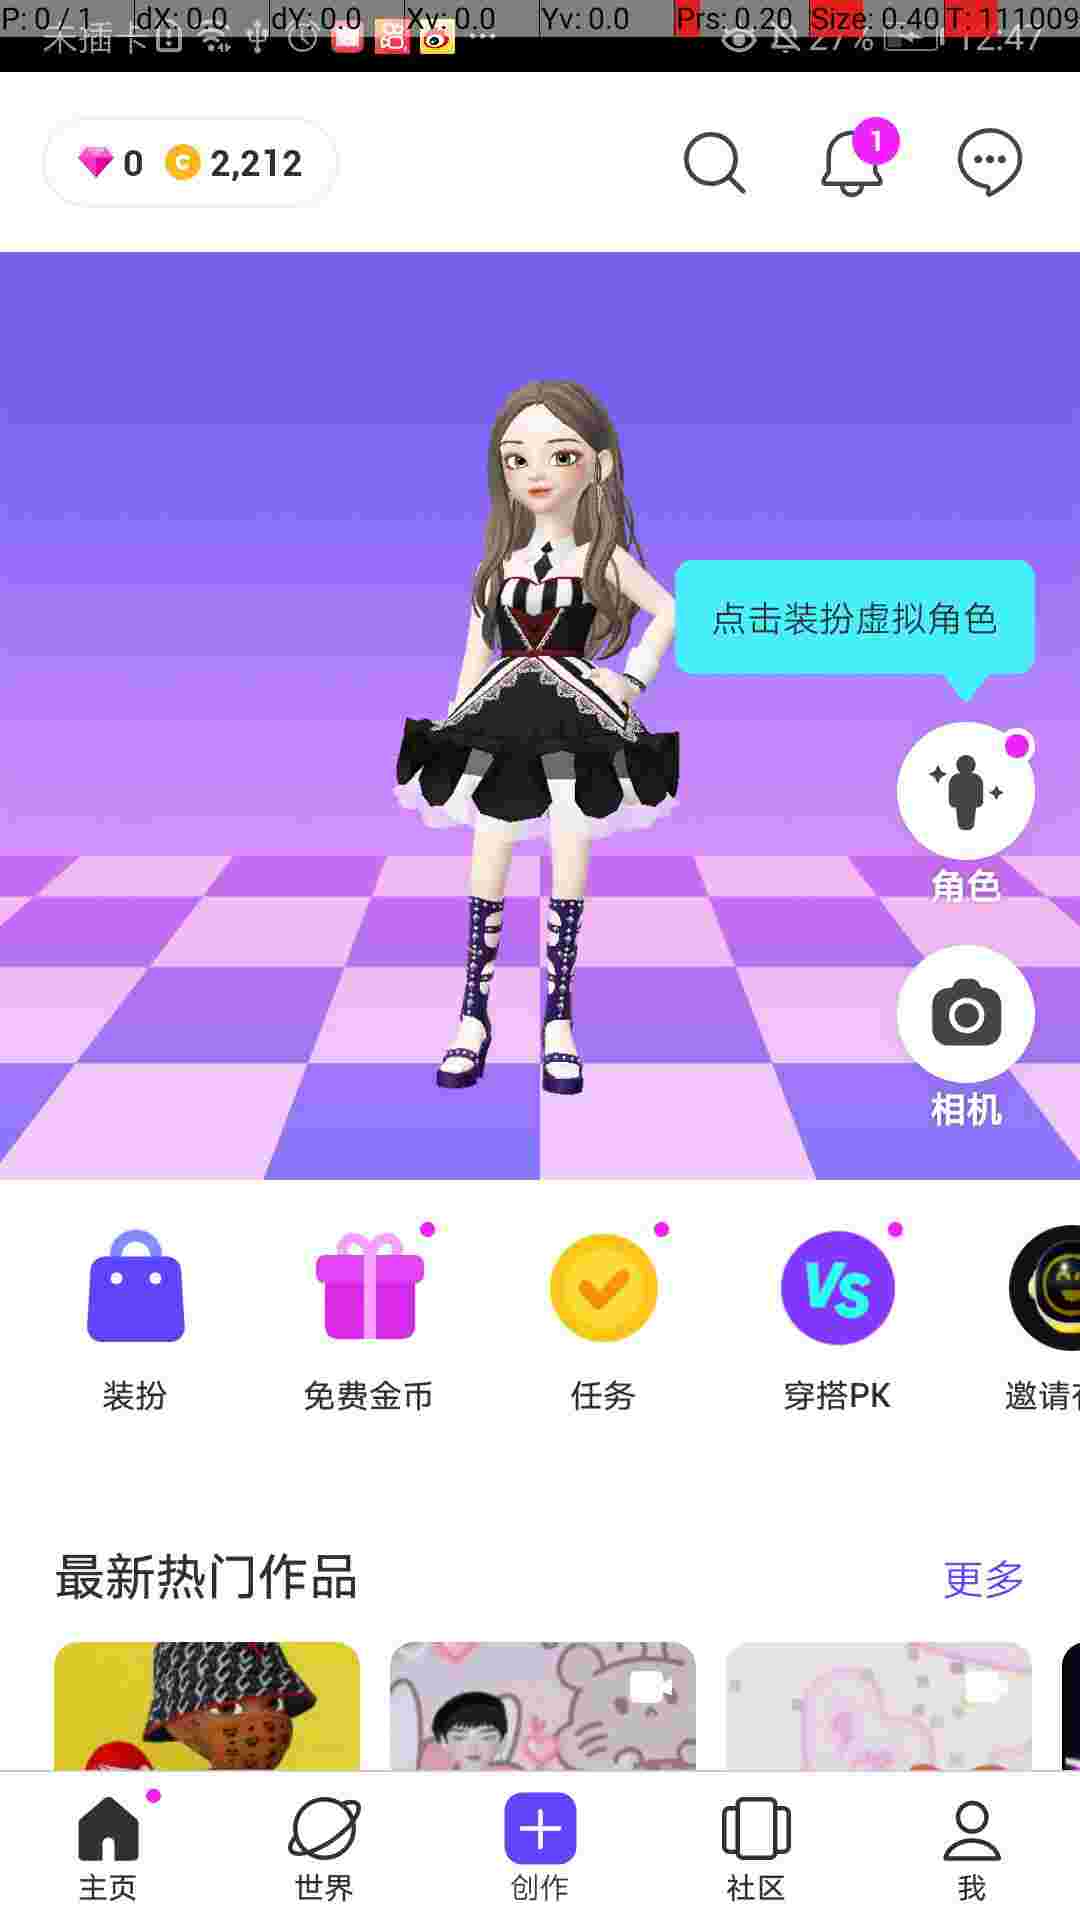 P: 0 / 1 dX: 0.0 dY: 0.0 Xv: 0.0 Yv: 0.0 Prs: 0.20 Size: 0.40 T: 111009
未插卡 27% 12:47
0 C 2,212 1
点击装扮虚拟角色
角色
相机
VS
装扮 免费金币 任务 穿搭PK 邀请
最新热门作品 更多
主页 世界 创作 社区 我